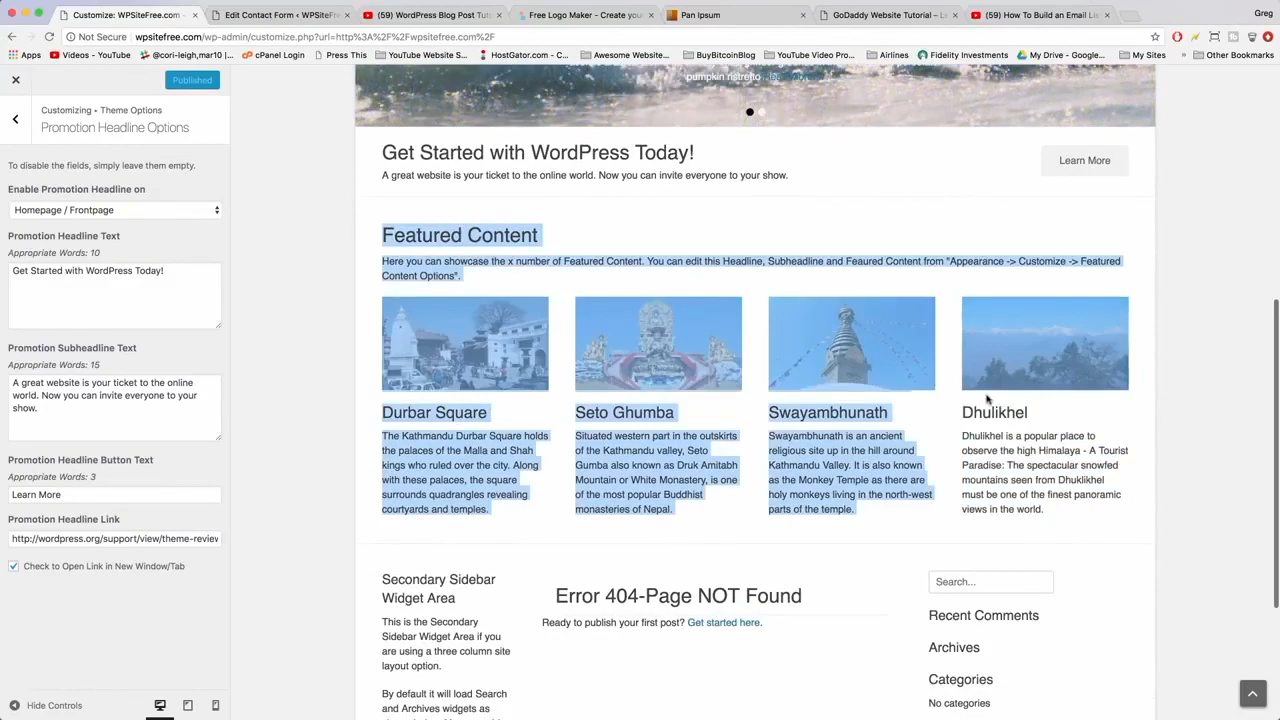 Customize: WPSiteFree.com -
Edit Contact Form ‹ WPSiteFre
(59) WordPress Blog Post Tut
Free Logo Maker - Create you
Pan Ipsum
GoDaddy Website Tutorial – Le
(59) How To Build an Email Lis
Greg
Not Secure
wpsitefree.com/wp-admin/customize.php?url=http%3A%2F%2Fwpsitefree.com%2F
Apps
Videos - YouTube
@cori-leigh,mar10 |...
cPanel Login
Press This
YouTube Website S...
HostGator.com - C...
Awesome Website...
BuyBitcoinBlog
YouTube Video Pro...
Airlines
Fidelity Investments
My Drive - Google...
My Sites
»
Other Bookmarks
Published
Customizing ▸ Theme Options
Promotion Headline Options
To disable the fields, simply leave them empty.
Enable Promotion Headline on
Homepage / Frontpage
Promotion Headline Text
Appropriate Words: 10
Get Started with WordPress Today!
Promotion Subheadline Text
Appropriate Words: 15
A great website is your ticket to the online
world. Now you can invite everyone to your
show.
Promotion Headline Button Text
Appropriate Words: 3
Learn More
Promotion Headline Link
http://wordpress.org/support/view/theme-review
Check to Open Link in New Window/Tab
Hide Controls
pumpkin ristretto
Get Started with WordPress Today!
A great website is your ticket to the online world. Now you can invite everyone to your show.
Learn More
Featured Content
Here you can showcase the x number of Featured Content. You can edit this Headline, Subheadline and Feaured Content from "Appearance -> Customize -> Featured
Content Options".
Durbar Square
The Kathmandu Durbar Square holds
the palaces of the Malla and Shah
kings who ruled over the city. Along
with these palaces, the square
surrounds quadrangles revealing
courtyards and temples.
Seto Ghumba
Situated western part in the outskirts
of the Kathmandu valley, Seto
Gumba also known as Druk Amitabh
Mountain or White Monastery, is one
of the most popular Buddhist
monasteries of Nepal.
Swayambhunath
Swayambhunath is an ancient
religious site up in the hill around
Kathmandu Valley. It is also known
as the Monkey Temple as there are
holy monkeys living in the north-west
parts of the temple.
Dhulikhel
Dhulikhel is a popular place to
observe the high Himalaya - A Tourist
Paradise: The spectacular snowfed
mountains seen from Dhuklikhel
must be one of the finest panoramic
views in the world.
Secondary Sidebar
Widget Area
This is the Secondary
Sidebar Widget Area if you
are using a three column site
layout option.
By default it will load Search
and Archives widgets as
Error 404-Page NOT Found
Ready to publish your first post? Get started here.
Search...
Recent Comments
Archives
Categories
No categories